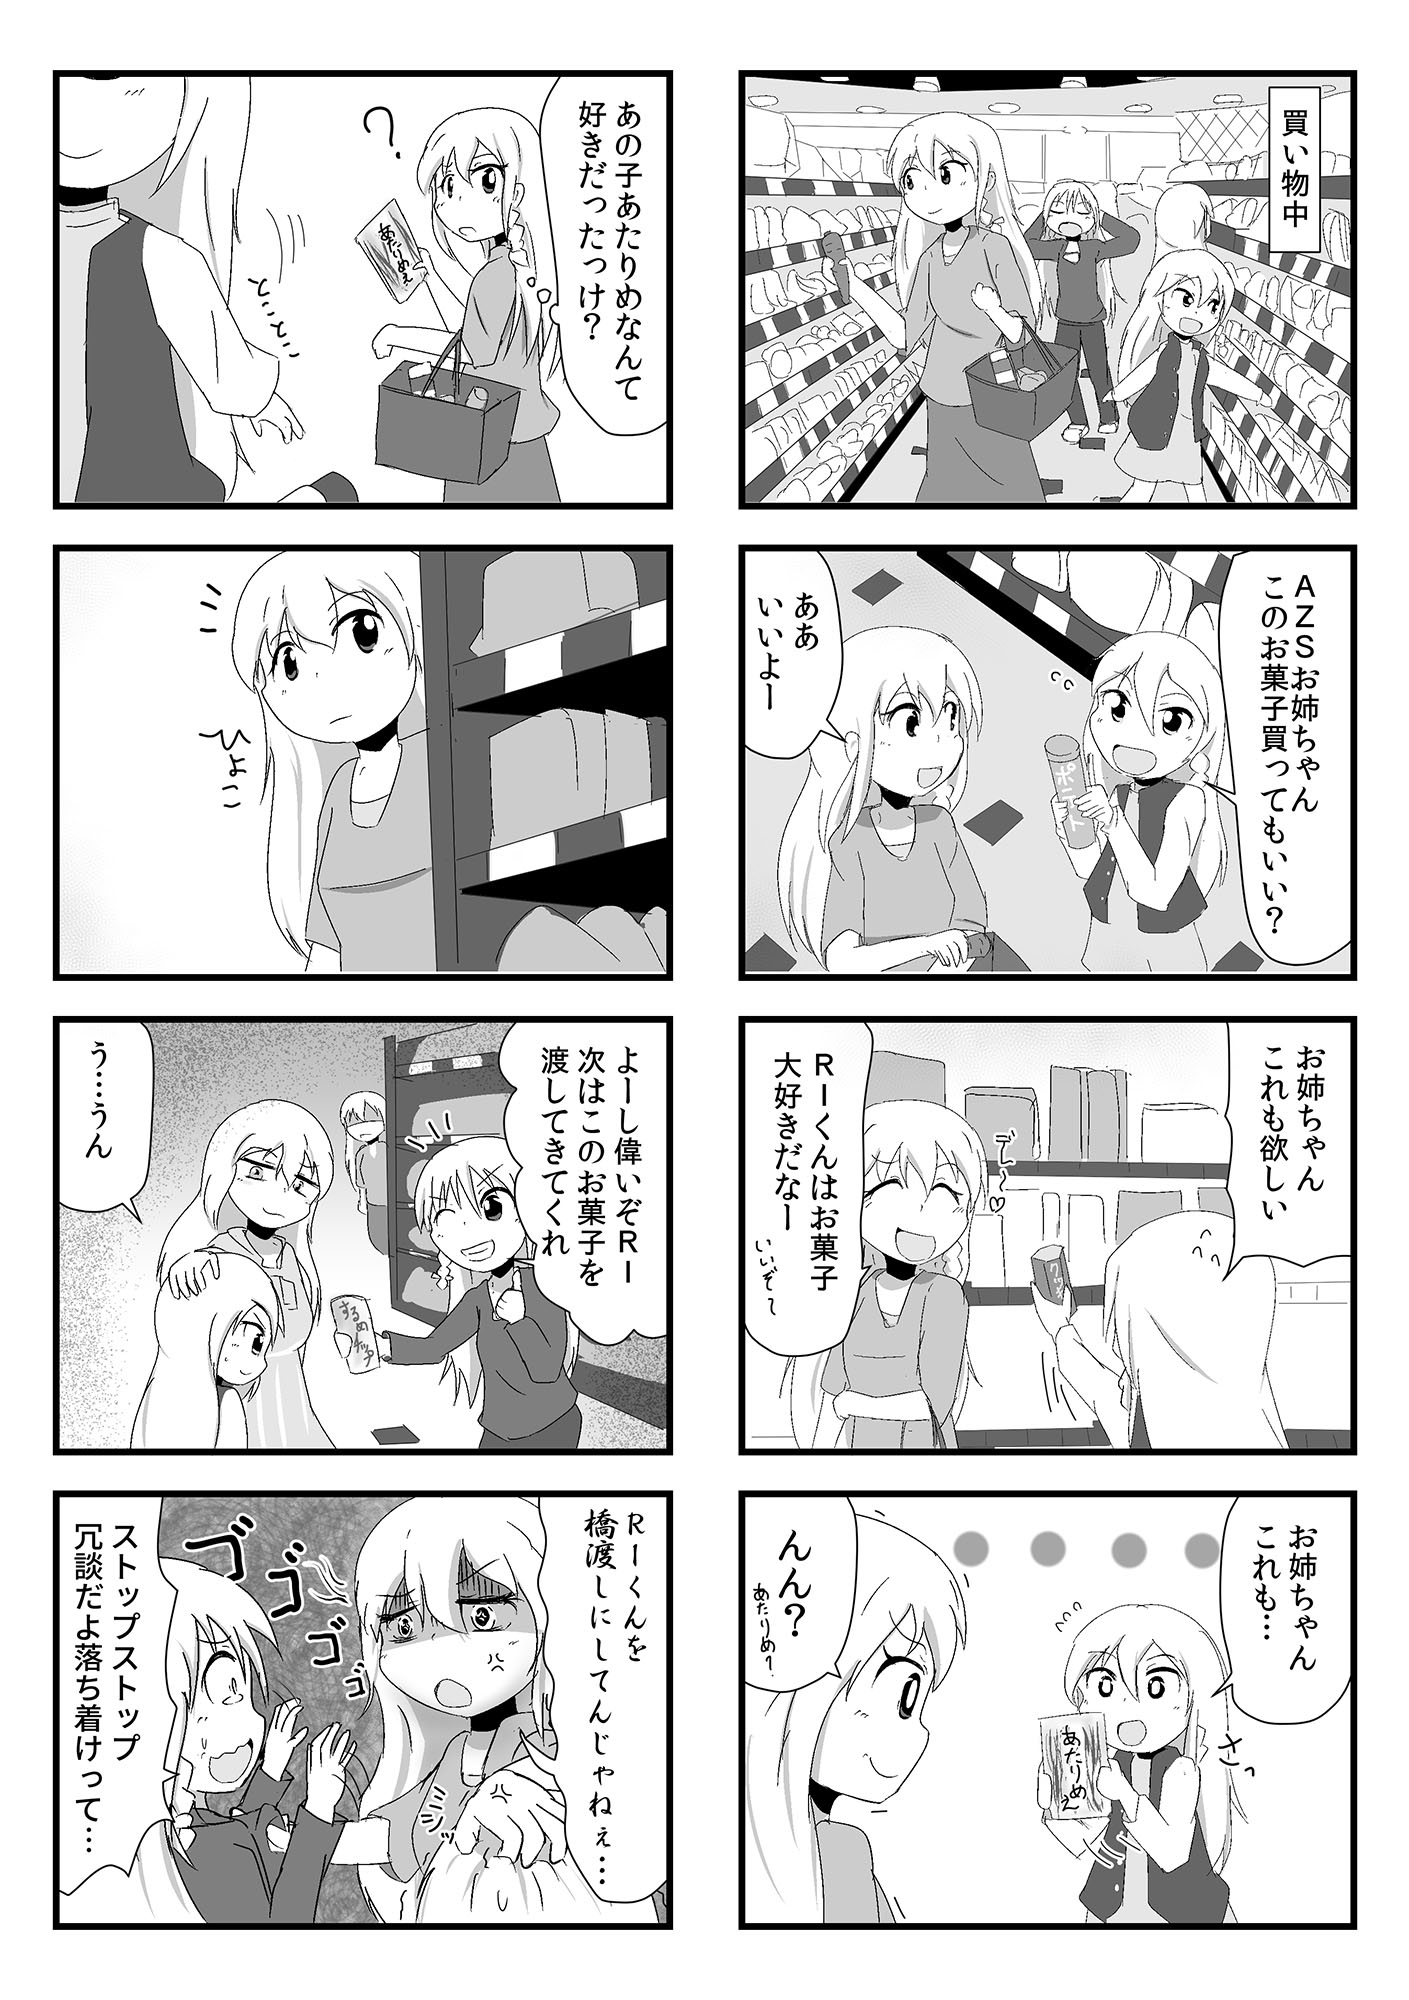 買い物中
ＡＺＳお姉ちゃん
このお菓子買ってもいい？
ああ
いいよー
お姉ちゃん
これも欲しい
デレ〜♡
ＲＩくんはお菓子
大好きだなー
いいぞ〜
お姉ちゃん
これも…
あたりめぇ
さっ
んん？
あたりめ？
あの子あたりめなんて
好きだったっけ？
？
あたりめぇ
とことこ
ひょこ
よーし偉いぞＲＩ
次はこのお菓子を
渡してきてくれ
するめチップ
う…うん
ＲＩくんを
橋渡しにしてんじゃねぇ…
ゴゴゴゴ
ミシッ
ストップストップ
冗談だよ落ち着けって…